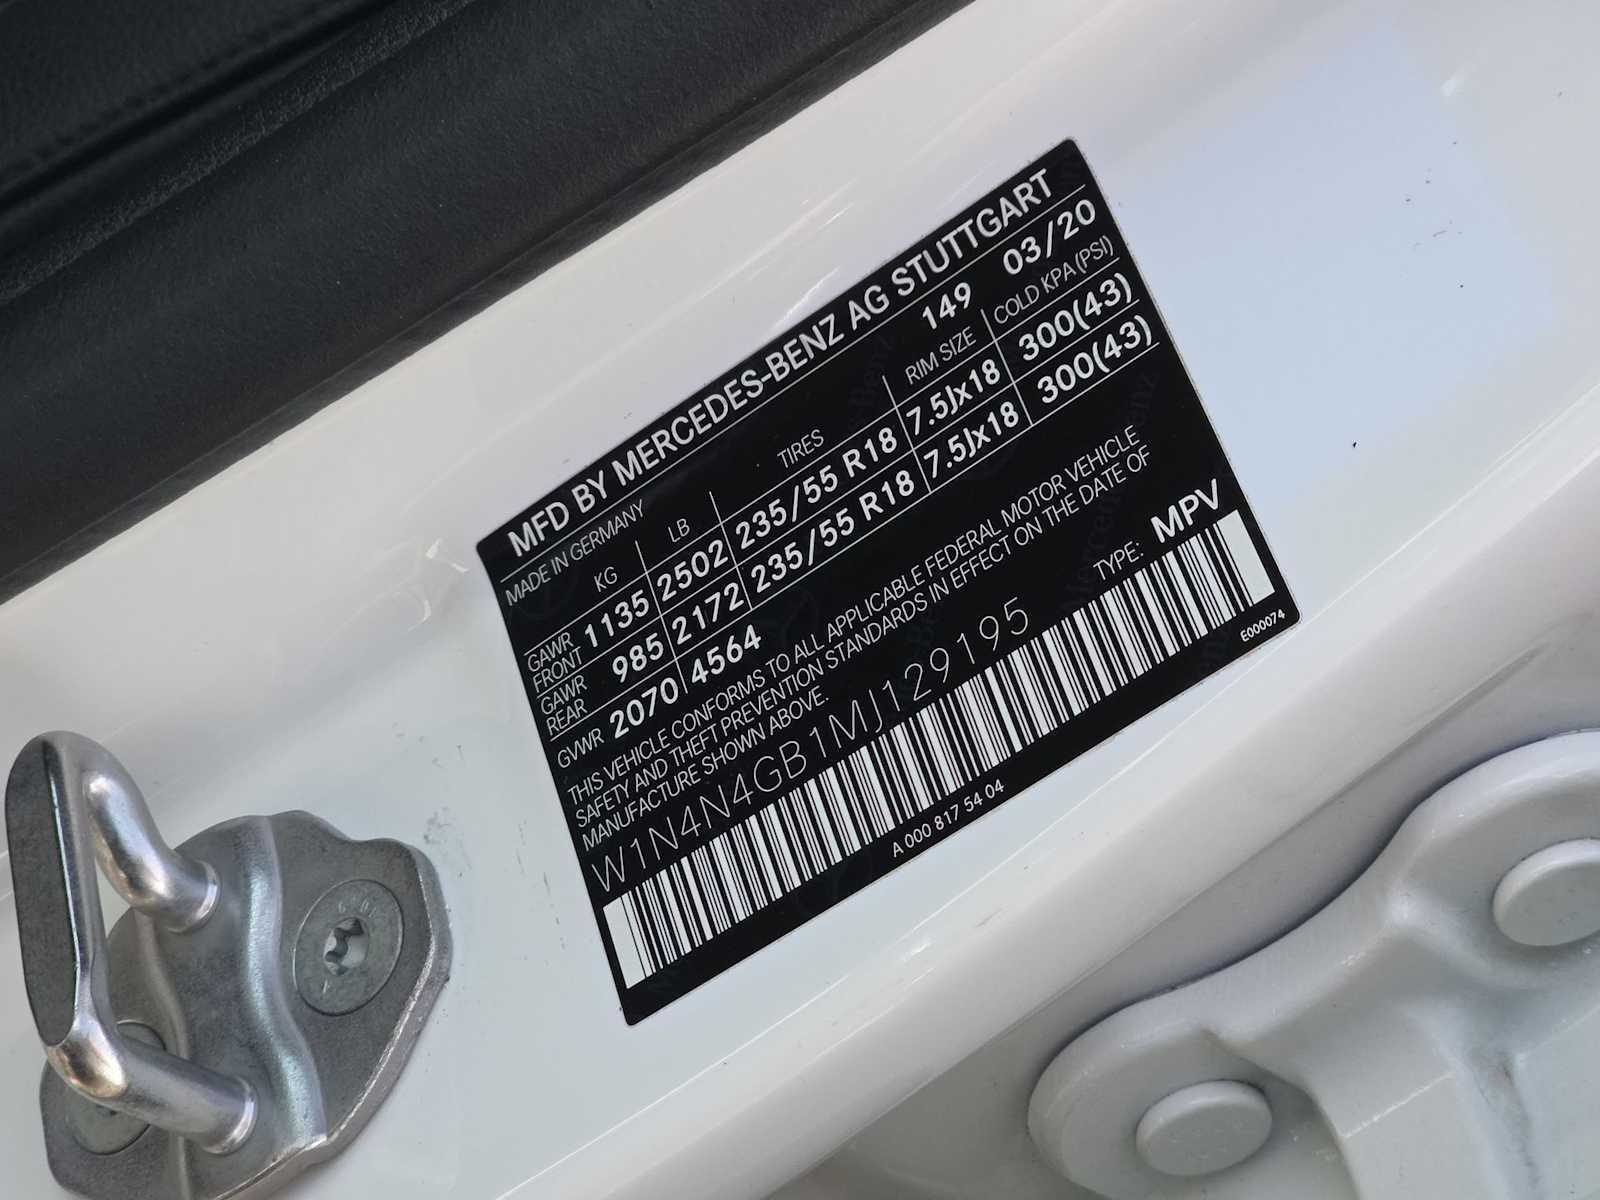 MFD BY MERCEDES-BENZ AG STUTTGART
MADE IN GERMANY 149 03/20
KG LB TIRES RIM SIZE COLD KPA(PSI)
GAWR FRONT 1135 2502 235/55 R18 7.5Jx18 300(43)
GAWR REAR 985 2172 235/55 R18 7.5Jx18 300(43)
GVWR 2070 4564
THIS VEHICLE CONFORMS TO ALL APPLICABLE FEDERAL MOTOR VEHICLE
SAFETY AND THEFT PREVENTION STANDARDS IN EFFECT ON THE DATE OF
MANUFACTURE SHOWN ABOVE.
W1N4N4GB1MJ129195 TYPE: MPV
A 000 817 54 04 E000074